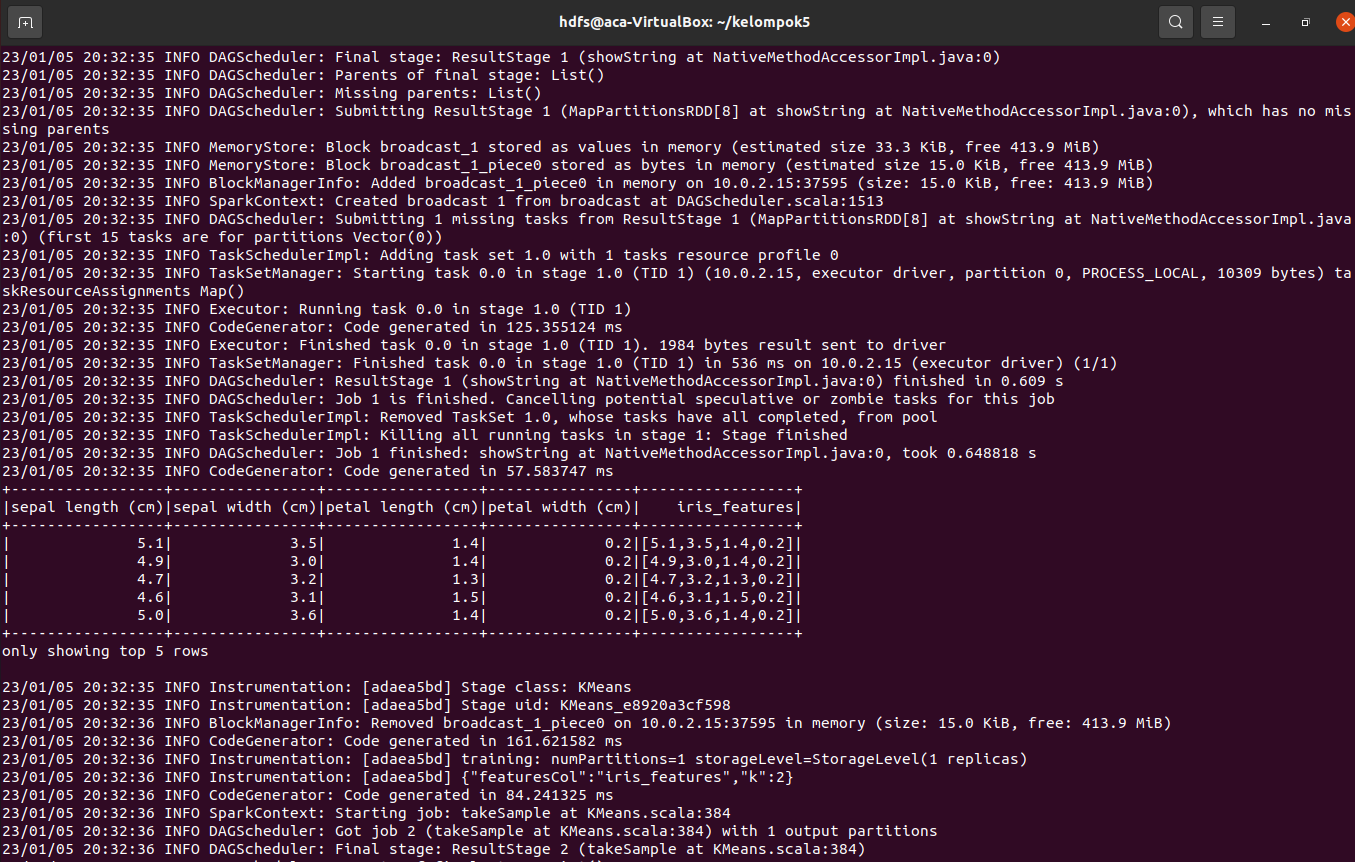 hdfs@aca-VirtualBox: ~/kelompok5
23/01/05 20:32:35 INFO DAGScheduler: Final stage: ResultStage 1 (showString at NativeMethodAccessorImpl.java:0)
23/01/05 20:32:35 INFO DAGScheduler: Parents of final stage: List()
23/01/05 20:32:35 INFO DAGScheduler: Missing parents: List()
23/01/05 20:32:35 INFO DAGScheduler: Submitting ResultStage 1 (MapPartitionsRDD[8] at showString at NativeMethodAccessorImpl.java:0), which has no mis
sing parents
23/01/05 20:32:35 INFO MemoryStore: Block broadcast_1 stored as values in memory (estimated size 33.3 KiB, free 413.9 MiB)
23/01/05 20:32:35 INFO MemoryStore: Block broadcast_1_piece0 stored as bytes in memory (estimated size 15.0 KiB, free 413.9 MiB)
23/01/05 20:32:35 INFO BlockManagerInfo: Added broadcast_1_piece0 in memory on 10.0.2.15:37595 (size: 15.0 KiB, free: 413.9 MiB)
23/01/05 20:32:35 INFO SparkContext: Created broadcast 1 from broadcast at DAGScheduler.scala:1513
23/01/05 20:32:35 INFO DAGScheduler: Submitting 1 missing tasks from ResultStage 1 (MapPartitionsRDD[8] at showString at NativeMethodAccessorImpl.java
:0) (first 15 tasks are for partitions Vector(0))
23/01/05 20:32:35 INFO TaskSchedulerImpl: Adding task set 1.0 with 1 tasks resource profile 0
23/01/05 20:32:35 INFO TaskSetManager: Starting task 0.0 in stage 1.0 (TID 1) (10.0.2.15, executor driver, partition 0, PROCESS_LOCAL, 10309 bytes) ta
skResourceAssignments Map()
23/01/05 20:32:35 INFO Executor: Running task 0.0 in stage 1.0 (TID 1)
23/01/05 20:32:35 INFO CodeGenerator: Code generated in 125.355124 ms
23/01/05 20:32:35 INFO Executor: Finished task 0.0 in stage 1.0 (TID 1). 1984 bytes result sent to driver
23/01/05 20:32:35 INFO TaskSetManager: Finished task 0.0 in stage 1.0 (TID 1) in 536 ms on 10.0.2.15 (executor driver) (1/1)
23/01/05 20:32:35 INFO DAGScheduler: ResultStage 1 (showString at NativeMethodAccessorImpl.java:0) finished in 0.609 s
23/01/05 20:32:35 INFO DAGScheduler: Job 1 is finished. Cancelling potential speculative or zombie tasks for this job
23/01/05 20:32:35 INFO TaskSchedulerImpl: Removed TaskSet 1.0, whose tasks have all completed, from pool
23/01/05 20:32:35 INFO TaskSchedulerImpl: Killing all running tasks in stage 1: Stage finished
23/01/05 20:32:35 INFO DAGScheduler: Job 1 finished: showString at NativeMethodAccessorImpl.java:0, took 0.648818 s
23/01/05 20:32:35 INFO CodeGenerator: Code generated in 57.583747 ms
+-----------------+----------------+-----------------+----------------+-----------------+
|sepal length (cm)|sepal width (cm)|petal length (cm)|petal width (cm)|    iris_features|
+-----------------+----------------+-----------------+----------------+-----------------+
|              5.1|             3.5|              1.4|             0.2|[5.1,3.5,1.4,0.2]|
|              4.9|             3.0|              1.4|             0.2|[4.9,3.0,1.4,0.2]|
|              4.7|             3.2|              1.3|             0.2|[4.7,3.2,1.3,0.2]|
|              4.6|             3.1|              1.5|             0.2|[4.6,3.1,1.5,0.2]|
|              5.0|             3.6|              1.4|             0.2|[5.0,3.6,1.4,0.2]|
+-----------------+----------------+-----------------+----------------+-----------------+
only showing top 5 rows
23/01/05 20:32:35 INFO Instrumentation: [adaea5bd] Stage class: KMeans
23/01/05 20:32:35 INFO Instrumentation: [adaea5bd] Stage uid: KMeans_e8920a3cf598
23/01/05 20:32:36 INFO BlockManagerInfo: Removed broadcast_1_piece0 on 10.0.2.15:37595 in memory (size: 15.0 KiB, free: 413.9 MiB)
23/01/05 20:32:36 INFO CodeGenerator: Code generated in 161.621582 ms
23/01/05 20:32:36 INFO Instrumentation: [adaea5bd] training: numPartitions=1 storageLevel=StorageLevel(1 replicas)
23/01/05 20:32:36 INFO Instrumentation: [adaea5bd] {"featuresCol":"iris_features","k":2}
23/01/05 20:32:36 INFO CodeGenerator: Code generated in 84.241325 ms
23/01/05 20:32:36 INFO SparkContext: Starting job: takeSample at KMeans.scala:384
23/01/05 20:32:36 INFO DAGScheduler: Got job 2 (takeSample at KMeans.scala:384) with 1 output partitions
23/01/05 20:32:36 INFO DAGScheduler: Final stage: ResultStage 2 (takeSample at KMeans.scala:384)